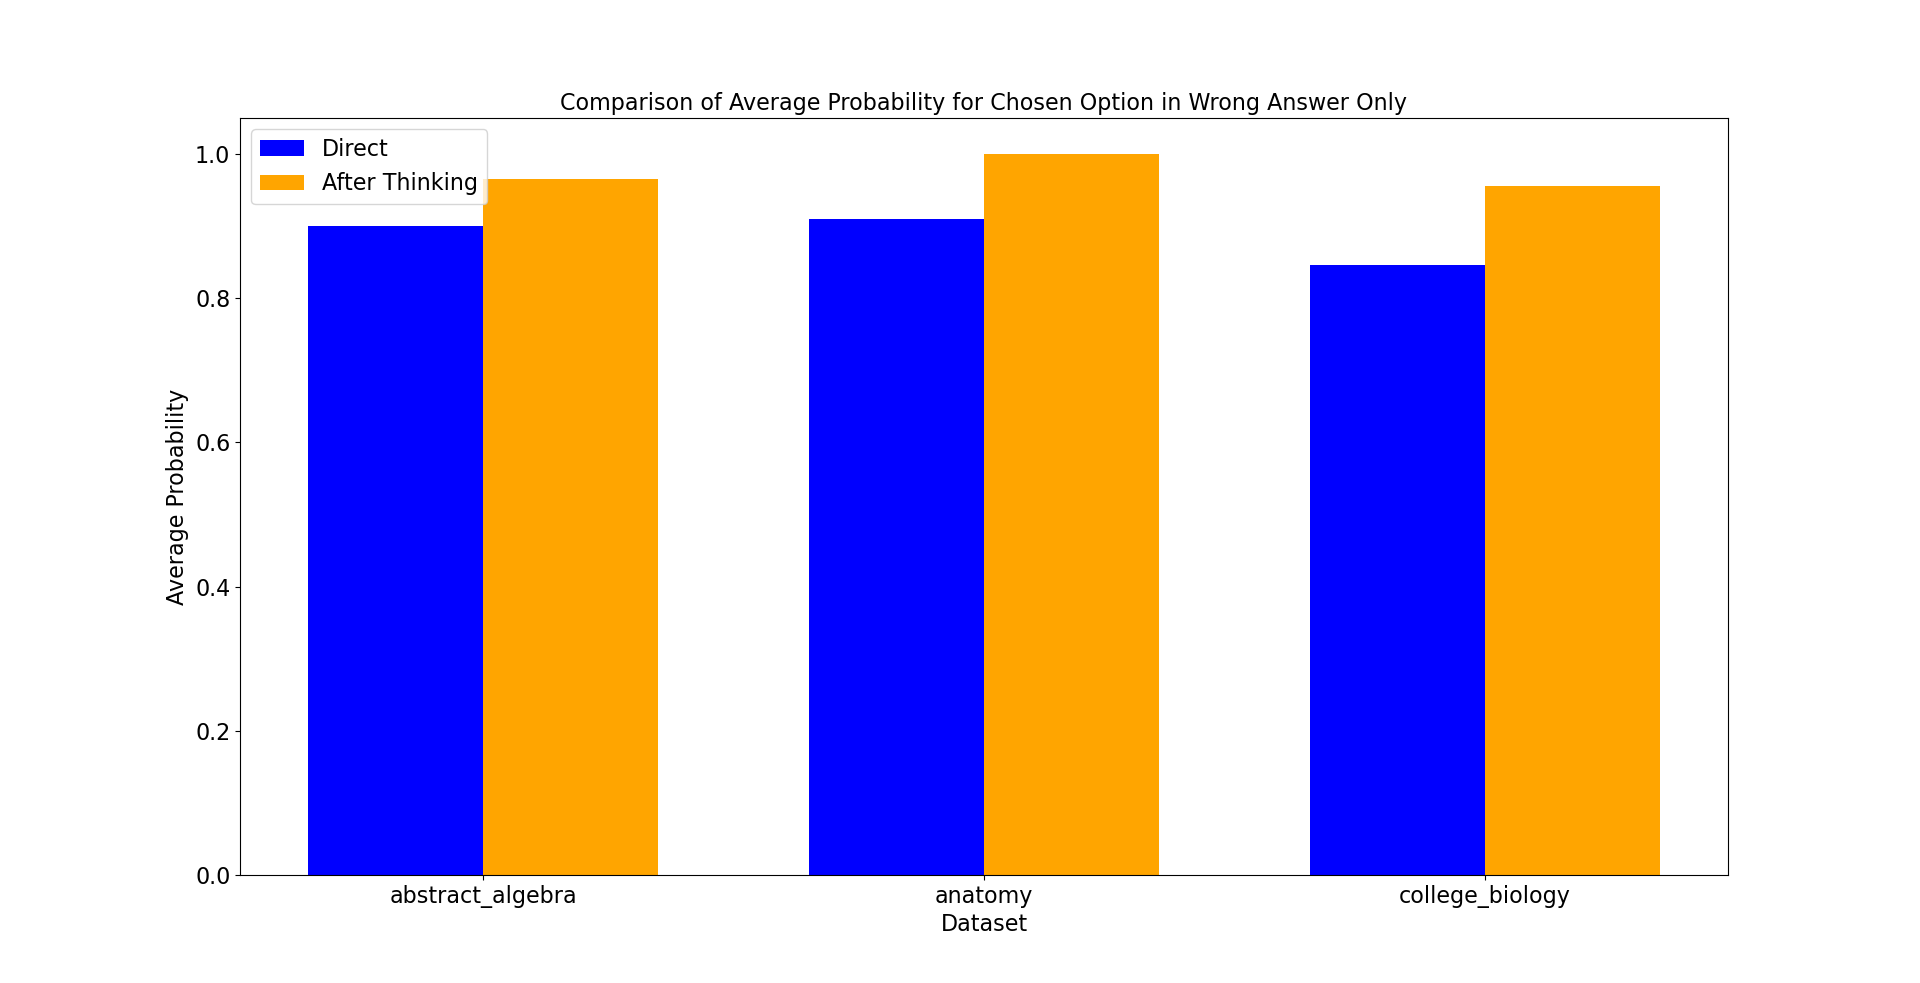 Comparison of Average Probability for Chosen Option in Wrong Answer Only
Direct
After Thinking
1.0
0.8
0.6
0.4
0.2
0.0
Average Probability
abstract_algebra
anatomy
college_biology
Dataset